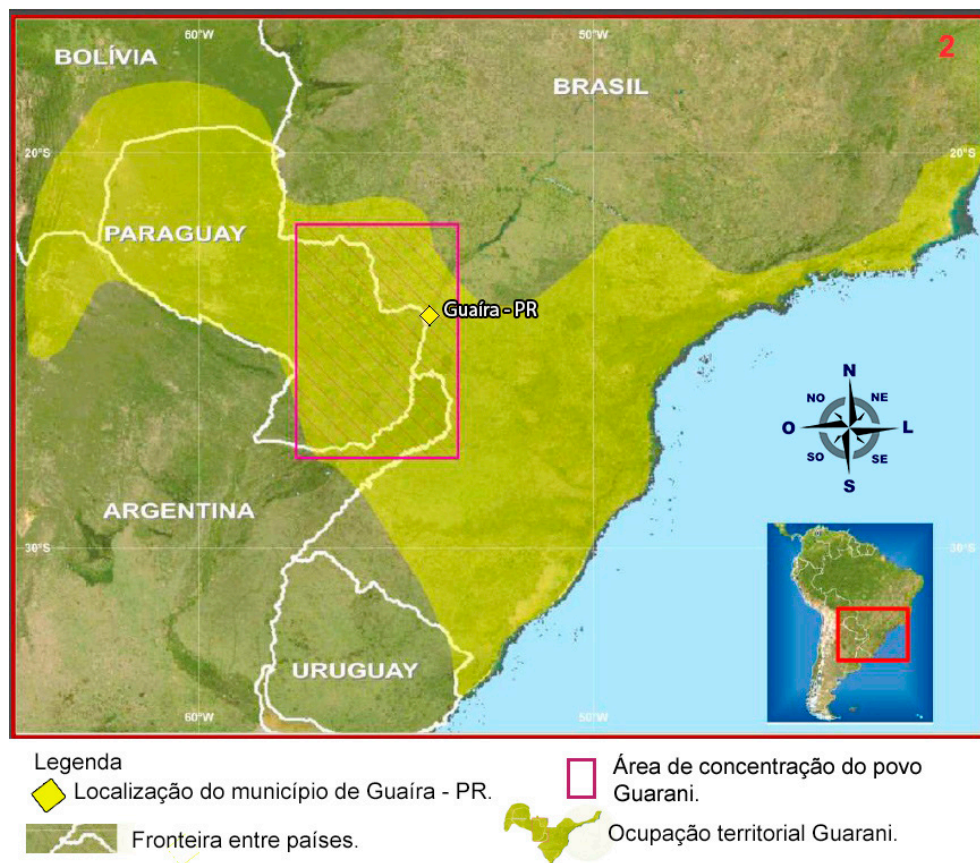 2
60°W
50°W
BOLÍVIA
BRASIL
20°S
20°S
PARAGUAY
Guaíra - PR
N
NO
NE
O
L
SO
SE
S
ARGENTINA
30°S
30°S
URUGUAY
60°W
50°W
Legenda
Localização do município de Guaíra - PR.
Fronteira entre países.
Área de concentração do povo
Guarani.
Ocupação territorial Guarani.